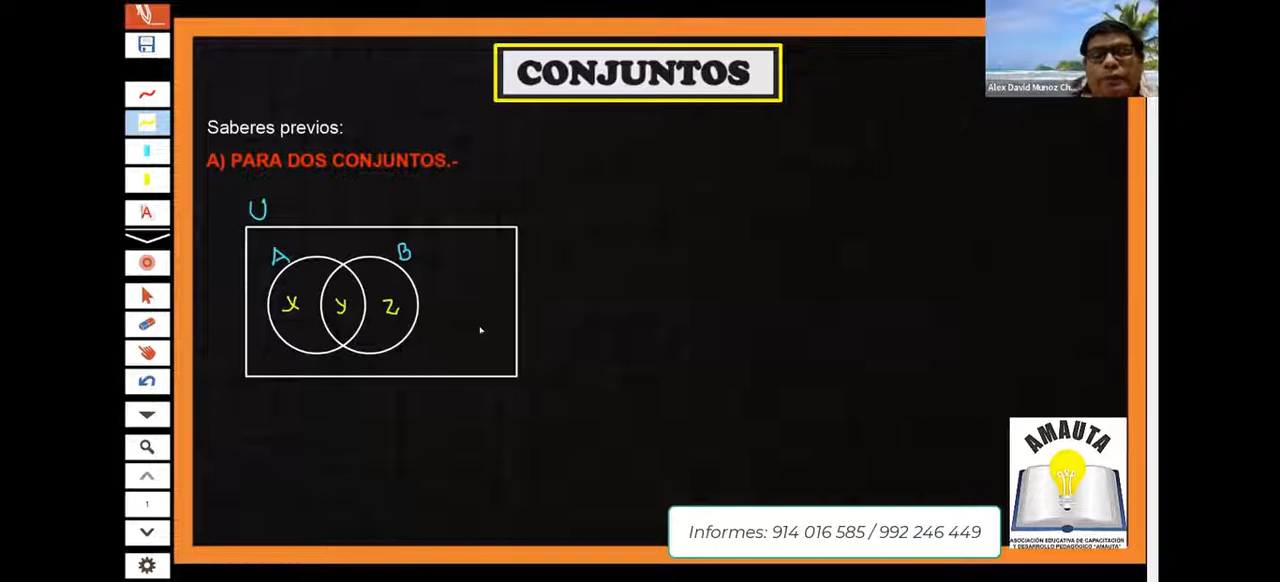 CONJUNTOS
Alex David Munoz Ch...
Saberes previos:
A) PARA DOS CONJUNTOS.-
U
A
B
x
y
z
A
1
AMAUTA
ASOCIACIÓN EDUCATIVA DE CAPACITACIÓN
Y DESARROLLO PEDAGÓGICO "AMAUTA"
Informes: 914 016 585 / 992 246 449